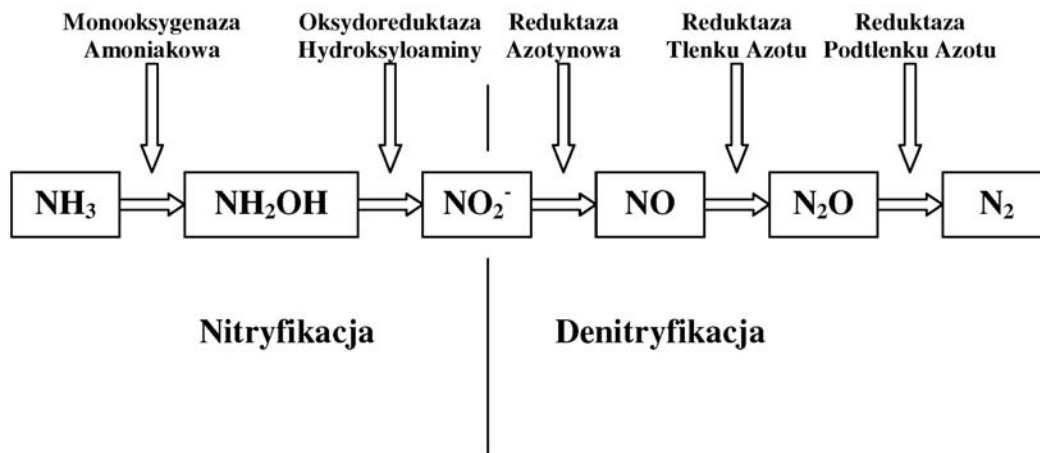 Monooksygenaza
Amoniakowa
Oksydoreduktaza
Hydroksyloaminy
Reduktaza
Azotynowa
Reduktaza
Tlenku Azotu
Reduktaza
Podtlenku Azotu
NH₃
NH₂OH
NO₂⁻
NO
N₂O
N₂
Nitryfikacja
Denitryfikacja